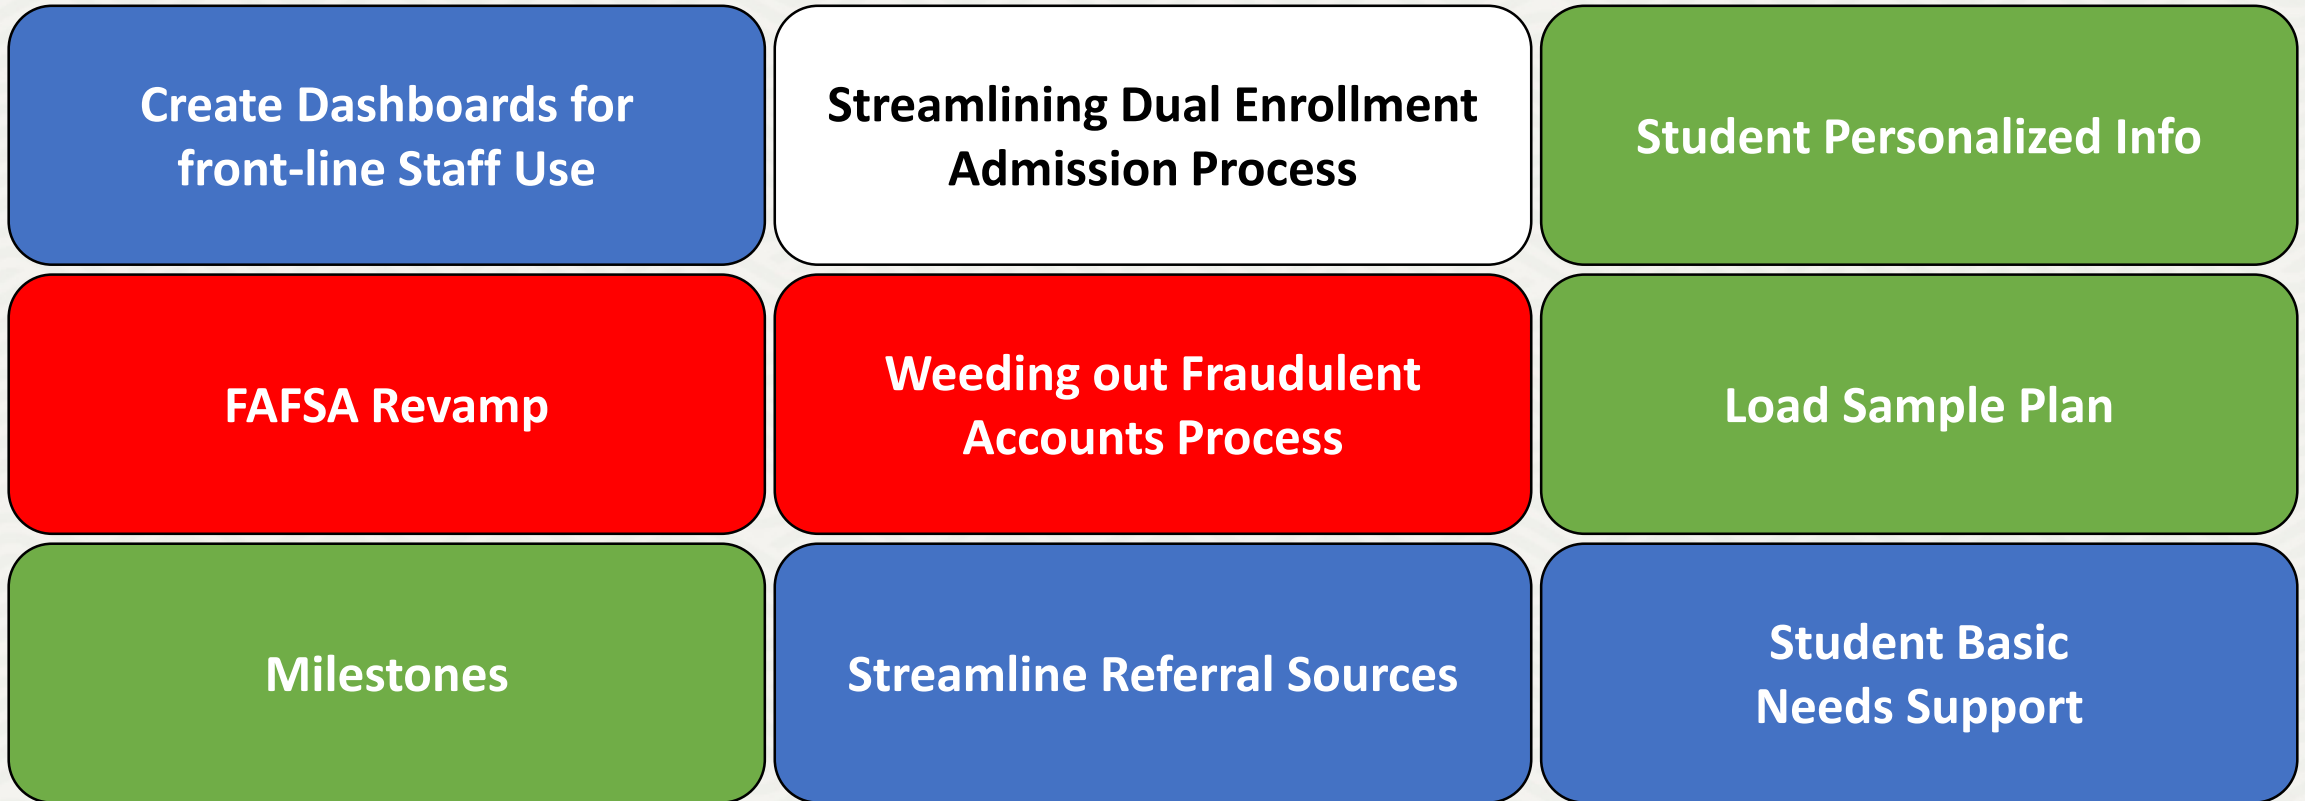 Create Dashboards for
front-line Staff Use
Streamlining Dual Enrollment
Admission Process
Student Personalized Info
FAFSA Revamp
Weeding out Fraudulent
Accounts Process
Load Sample Plan
Milestones
Streamline Referral Sources
Student Basic
Needs Support